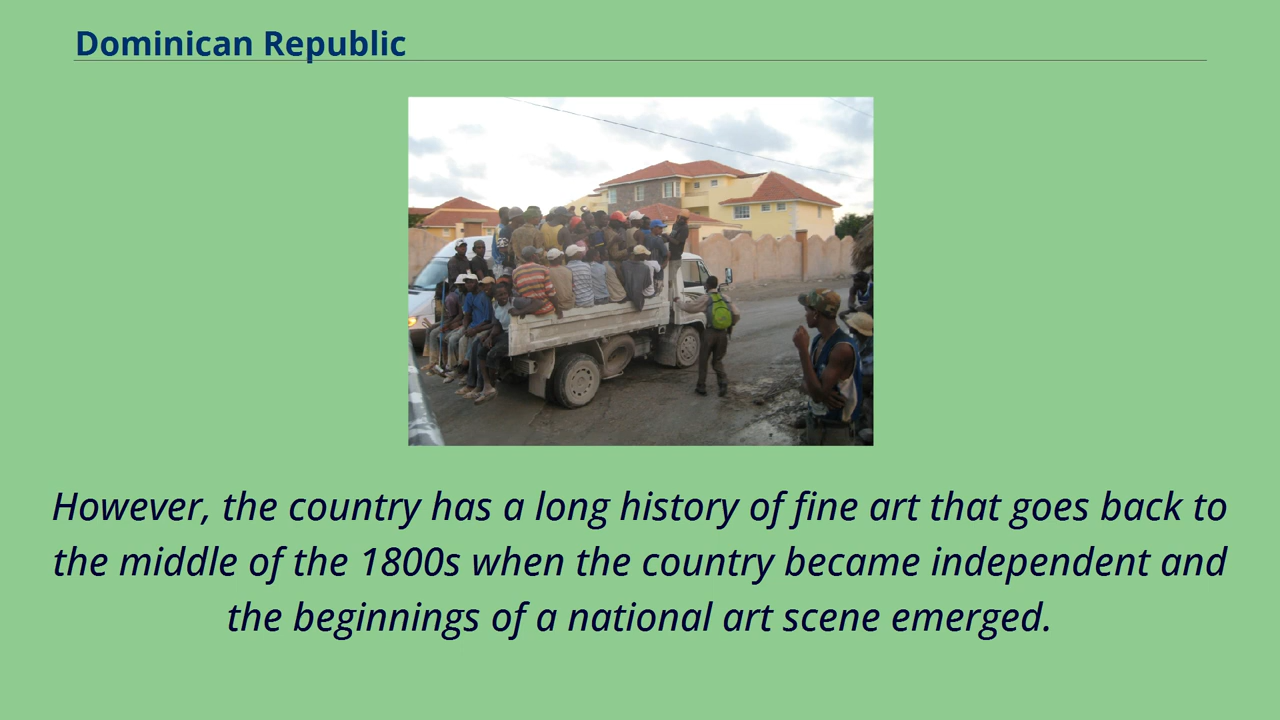 Dominican Republic
However, the country has a long history of fine art that goes back to
the middle of the 1800s when the country became independent and
the beginnings of a national art scene emerged.